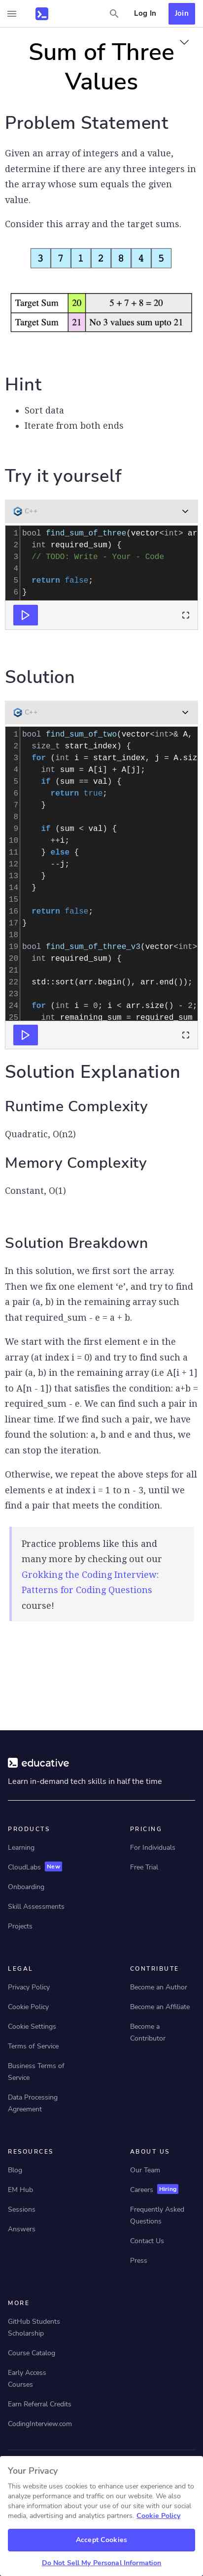 Log In
Join
Sum of Three
Values
Problem Statement
Given an array of integers and a value,
determine if there are any three integers in
the array whose sum equals the given
value.
Consider this array and the target sums.
3 7 1 2 8 4 5
Target Sum 20 5 + 7 + 8 = 20
Target Sum 21 No 3 values sum upto 21
Hint
• Sort data
• Iterate from both ends
Try it yourself
C++
1 bool find_sum_of_three(vector<int> ar
2 int required_sum) {
3 // TODO: Write - Your - Code
4
5 return false;
6 }
Solution
C++
1 bool find_sum_of_two(vector<int>& A,
2 size_t start_index) {
3 for (int i = start_index, j = A.siz
4 int sum = A[i] + A[j];
5 if (sum == val) {
6 return true;
7 }
8
9 if (sum < val) {
10 ++i;
11 } else {
12 --j;
13 }
14 }
15
16 return false;
17 }
18
19 bool find_sum_of_three_v3(vector<int>
20 int required_sum) {
21
22 std::sort(arr.begin(), arr.end());
23
24 for (int i = 0; i < arr.size() - 2;
25 int remaining_sum = required_sum
Solution Explanation
Runtime Complexity
Quadratic, O(n2)
Memory Complexity
Constant, O(1)
Solution Breakdown
In this solution, we first sort the array.
Then we fix one element ‘e’, and try to find
a pair (a, b) in the remaining array such
that required_sum - e = a + b.
We start with the first element e in the
array (at index i = 0) and try to find such a
pair (a, b) in the remaining array (i.e A[i + 1]
to A[n - 1]) that satisfies the condition: a+b =
required_sum - e. We can find such a pair in
linear time. If we find such a pair, we have
found the solution: a, b and e and thus, we
can stop the iteration.
Otherwise, we repeat the above steps for all
elements e at index i = 1 to n - 3, until we
find a pair that meets the condition.
Practice problems like this and
many more by checking out our
Grokking the Coding Interview:
Patterns for Coding Questions
course!
educative
Learn in-demand tech skills in half the time
PRODUCTS
Learning
CloudLabs New
Onboarding
Skill Assessments
Projects
PRICING
For Individuals
Free Trial
LEGAL
Privacy Policy
Cookie Policy
Cookie Settings
Terms of Service
Business Terms of
Service
Data Processing
Agreement
CONTRIBUTE
Become an Author
Become an Affiliate
Become a
Contributor
RESOURCES
Blog
EM Hub
Sessions
Answers
ABOUT US
Our Team
Careers Hiring
Frequently Asked
Questions
Contact Us
Press
MORE
GitHub Students
Scholarship
Course Catalog
Early Access
Courses
Earn Referral Credits
CodingInterview.com
Your Privacy
This website uses cookies to enhance user experience and to
analyze performance and traffic on our website. We also
share information about your use of our site with our social
media, advertising and analytics partners. Cookie Policy
Accept Cookies
Do Not Sell My Personal Information